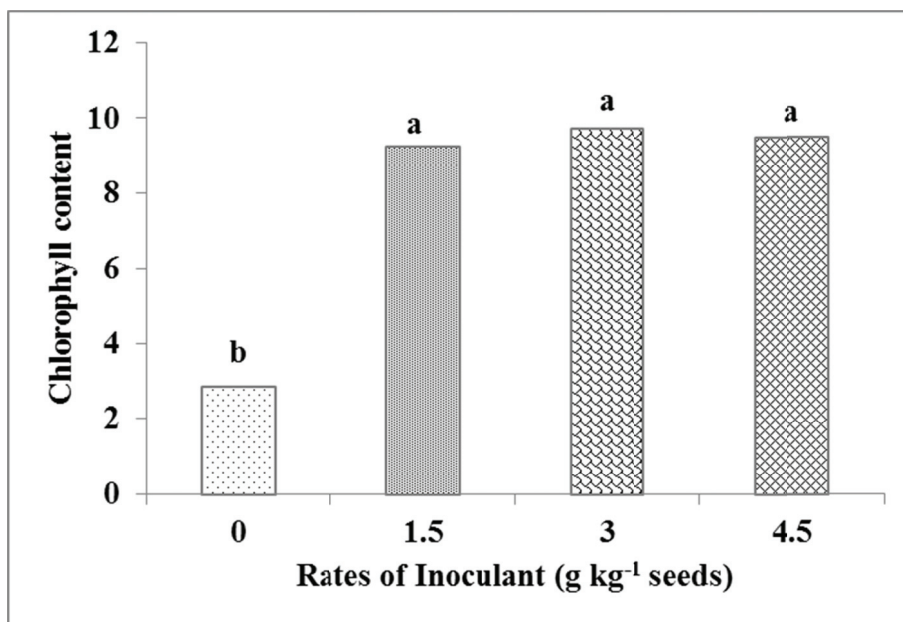 12
10
8
6
4
2
0
Chlorophyll content
b
a
a
a
0 1.5 3 4.5
Rates of Inoculant (g kg⁻¹ seeds)